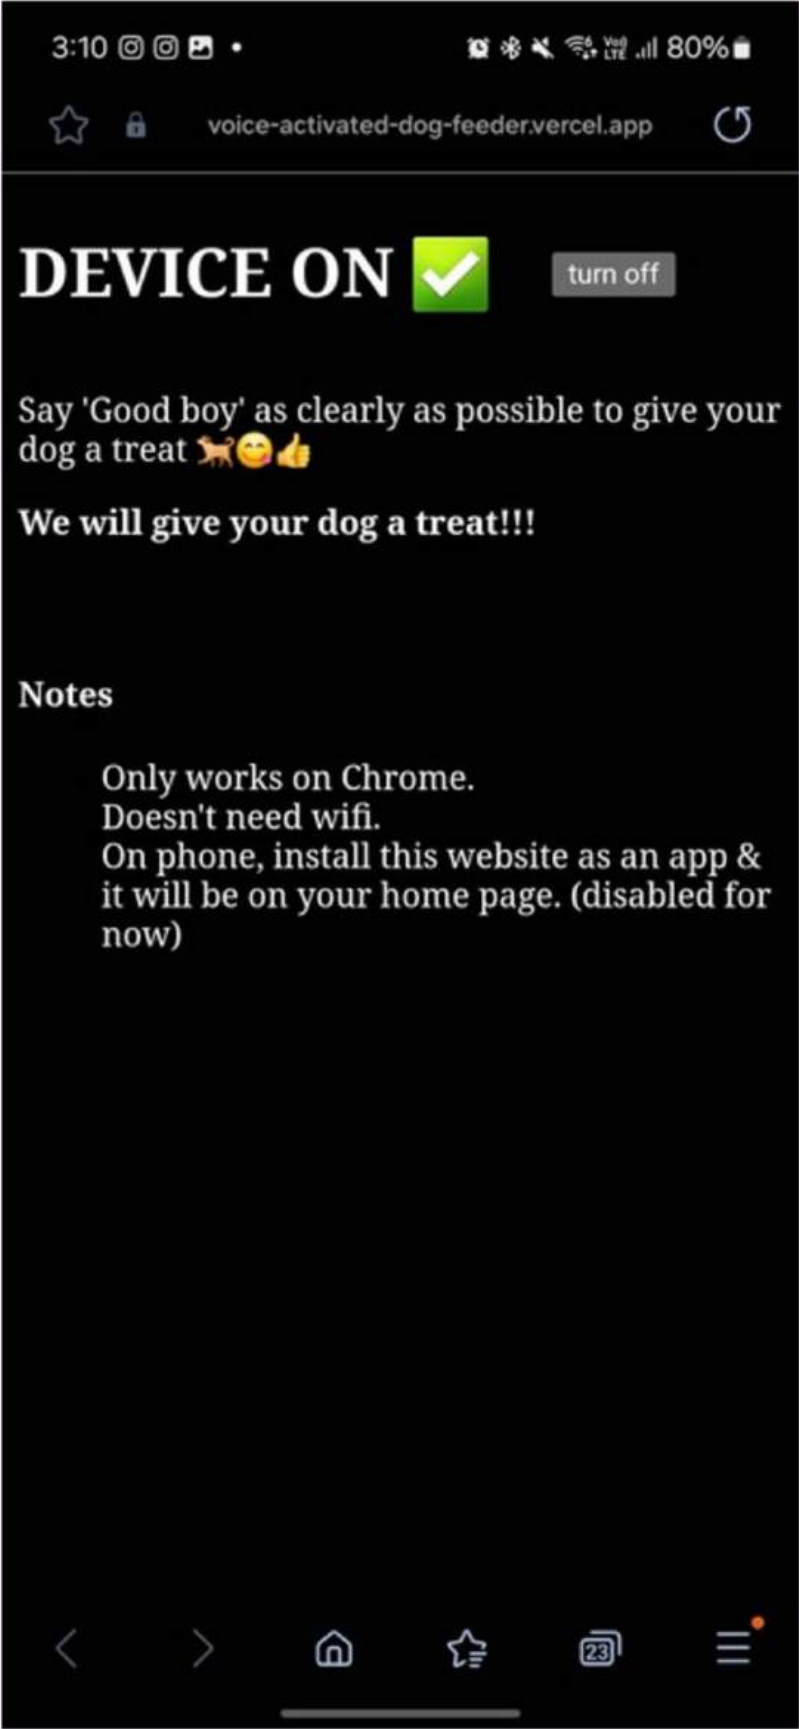 3:10 80%
voice-activated-dog-feeder.vercel.app
DEVICE ON ✅ turn off
Say 'Good boy' as clearly as possible to give your
dog a treat 🐕😋👍
We will give your dog a treat!!!
Notes
Only works on Chrome.
Doesn't need wifi.
On phone, install this website as an app &
it will be on your home page. (disabled for
now)
23